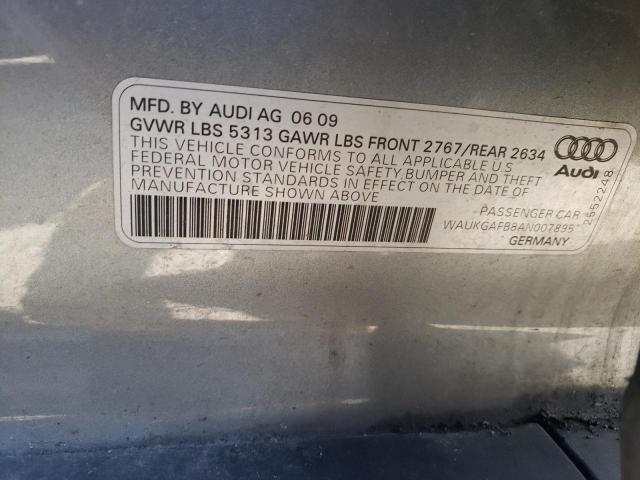 MFD. BY AUDI AG 06 09
GVWR LBS 5313 GAWR LBS FRONT 2767/REAR 2634
THIS VEHICLE CONFORMS TO ALL APPLICABLE U.S
FEDERAL MOTOR VEHICLE SAFETY,BUMPER AND THEFT
PREVENTION STANDARDS IN EFFECT ON THE DATE OF
MANUFACTURE SHOWN ABOVE
Audi
2552248
PASSENGER CAR
WAUKGAFB8AN007895
GERMANY